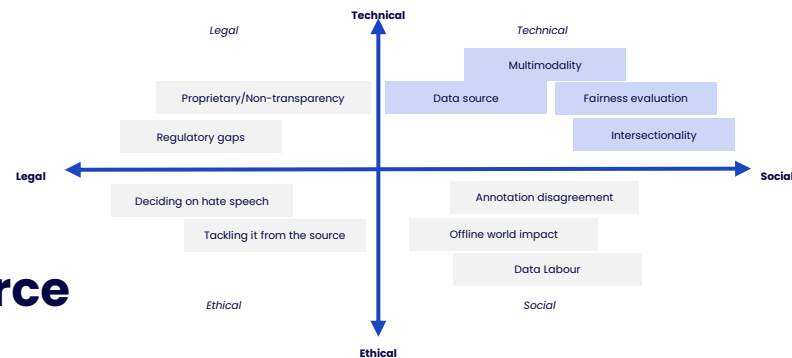 Technical
Legal
Technical
Multimodality
Proprietary/Non-transparency
Data source
Fairness evaluation
Regulatory gaps
Intersectionality
Legal
Social
Deciding on hate speech
Annotation disagreement
Tackling it from the source
Offline world impact
Data Labour
rce
Ethical
Social
Ethical